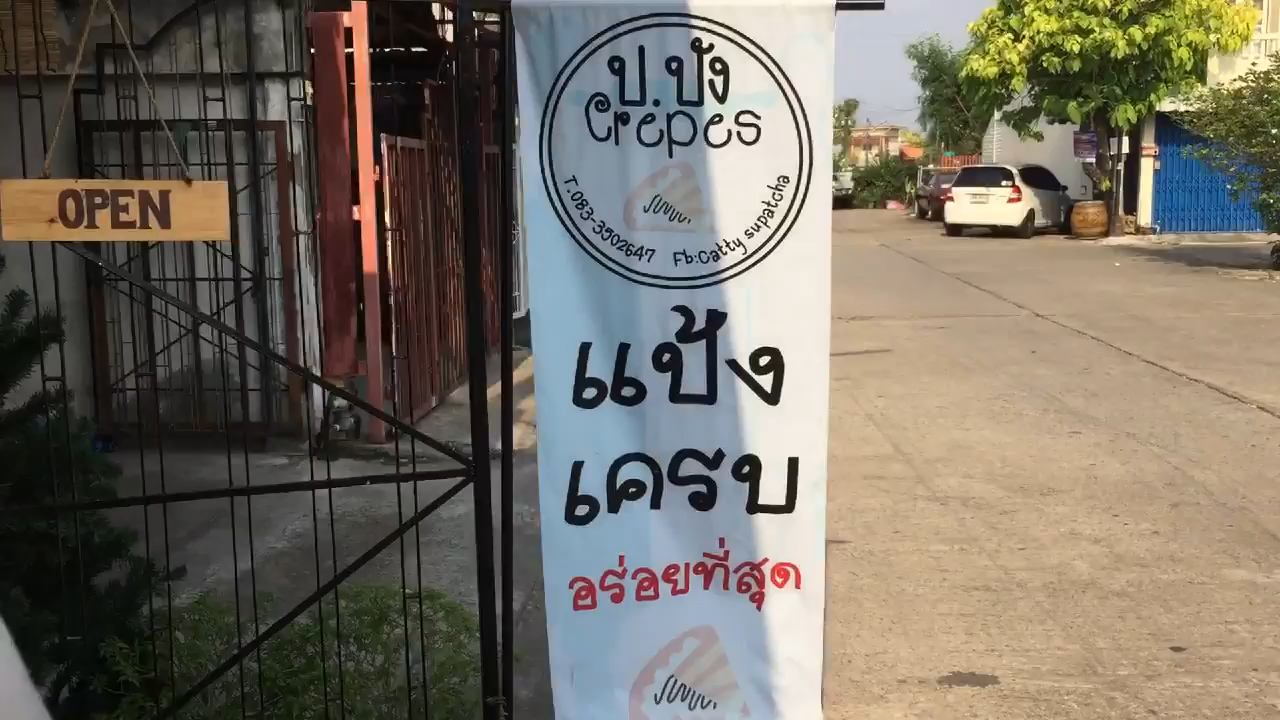 OPEN
ป.ปัง
Crepes
T.083-3502647 Fb:Catty supatcha
แป้ง
เครบ
อร่อยที่สุด